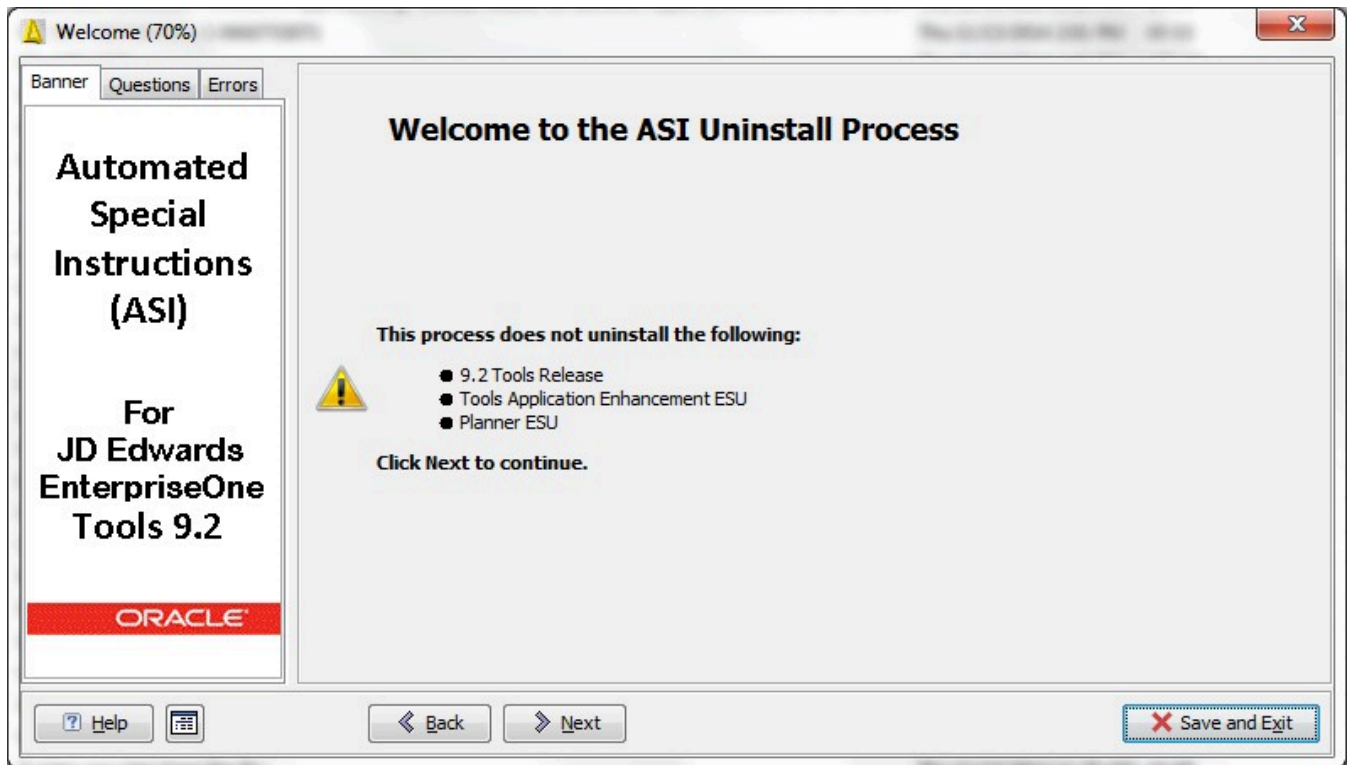 Welcome (70%)
Banner Questions Errors
Automated
Special
Instructions
(ASI)
For
JD Edwards
EnterpriseOne
Tools 9.2
ORACLE
Welcome to the ASI Uninstall Process
This process does not uninstall the following:
9.2 Tools Release
Tools Application Enhancement ESU
Planner ESU
Click Next to continue.
Help
Back
Next
Save and Exit